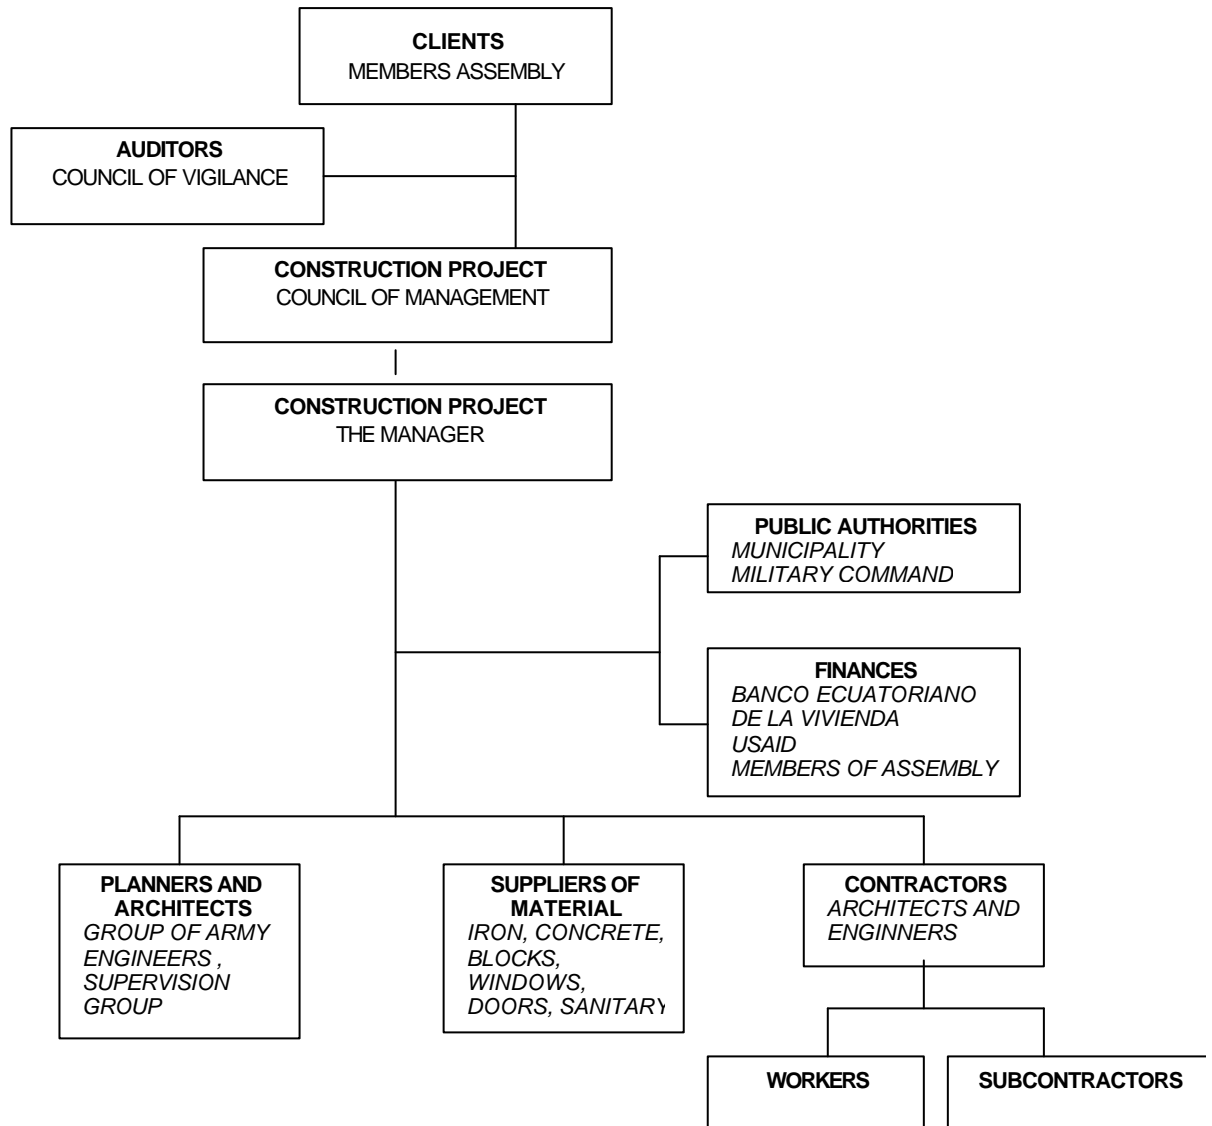 CLIENTS
MEMBERS ASSEMBLY
AUDITORS
COUNCIL OF VIGILANCE
CONSTRUCTION PROJECT
COUNCIL OF MANAGEMENT
CONSTRUCTION PROJECT
THE MANAGER
PUBLIC AUTHORITIES
MUNICIPALITY
MILITARY COMMAND
FINANCES
BANCO ECUATORIANO
DE LA VIVIENDA
USAID
MEMBERS OF ASSEMBLY
PLANNERS AND
ARCHITECTS
GROUP OF ARMY
ENGINEERS ,
SUPERVISION
GROUP
SUPPLIERS OF
MATERIAL
IRON, CONCRETE,
BLOCKS,
WINDOWS,
DOORS, SANITARY
CONTRACTORS
ARCHITECTS AND
ENGINNERS
WORKERS
SUBCONTRACTORS